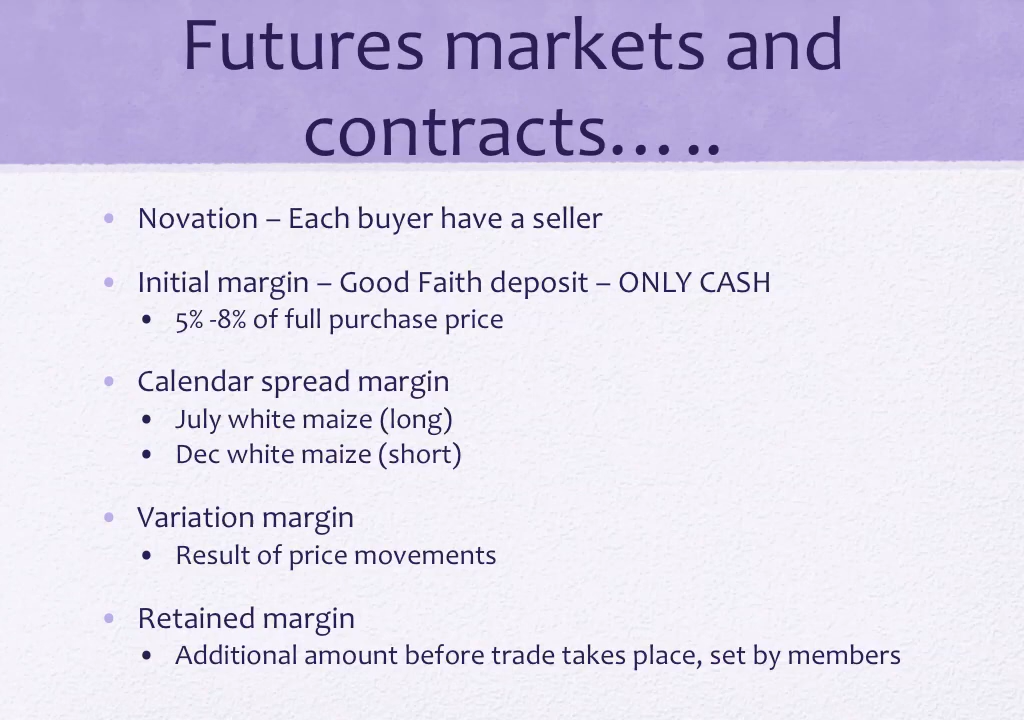 Futures markets and
contracts…..
• Novation – Each buyer have a seller
• Initial margin – Good Faith deposit – ONLY CASH
• 5% -8% of full purchase price
• Calendar spread margin
• July white maize (long)
• Dec white maize (short)
• Variation margin
• Result of price movements
• Retained margin
• Additional amount before trade takes place, set by members